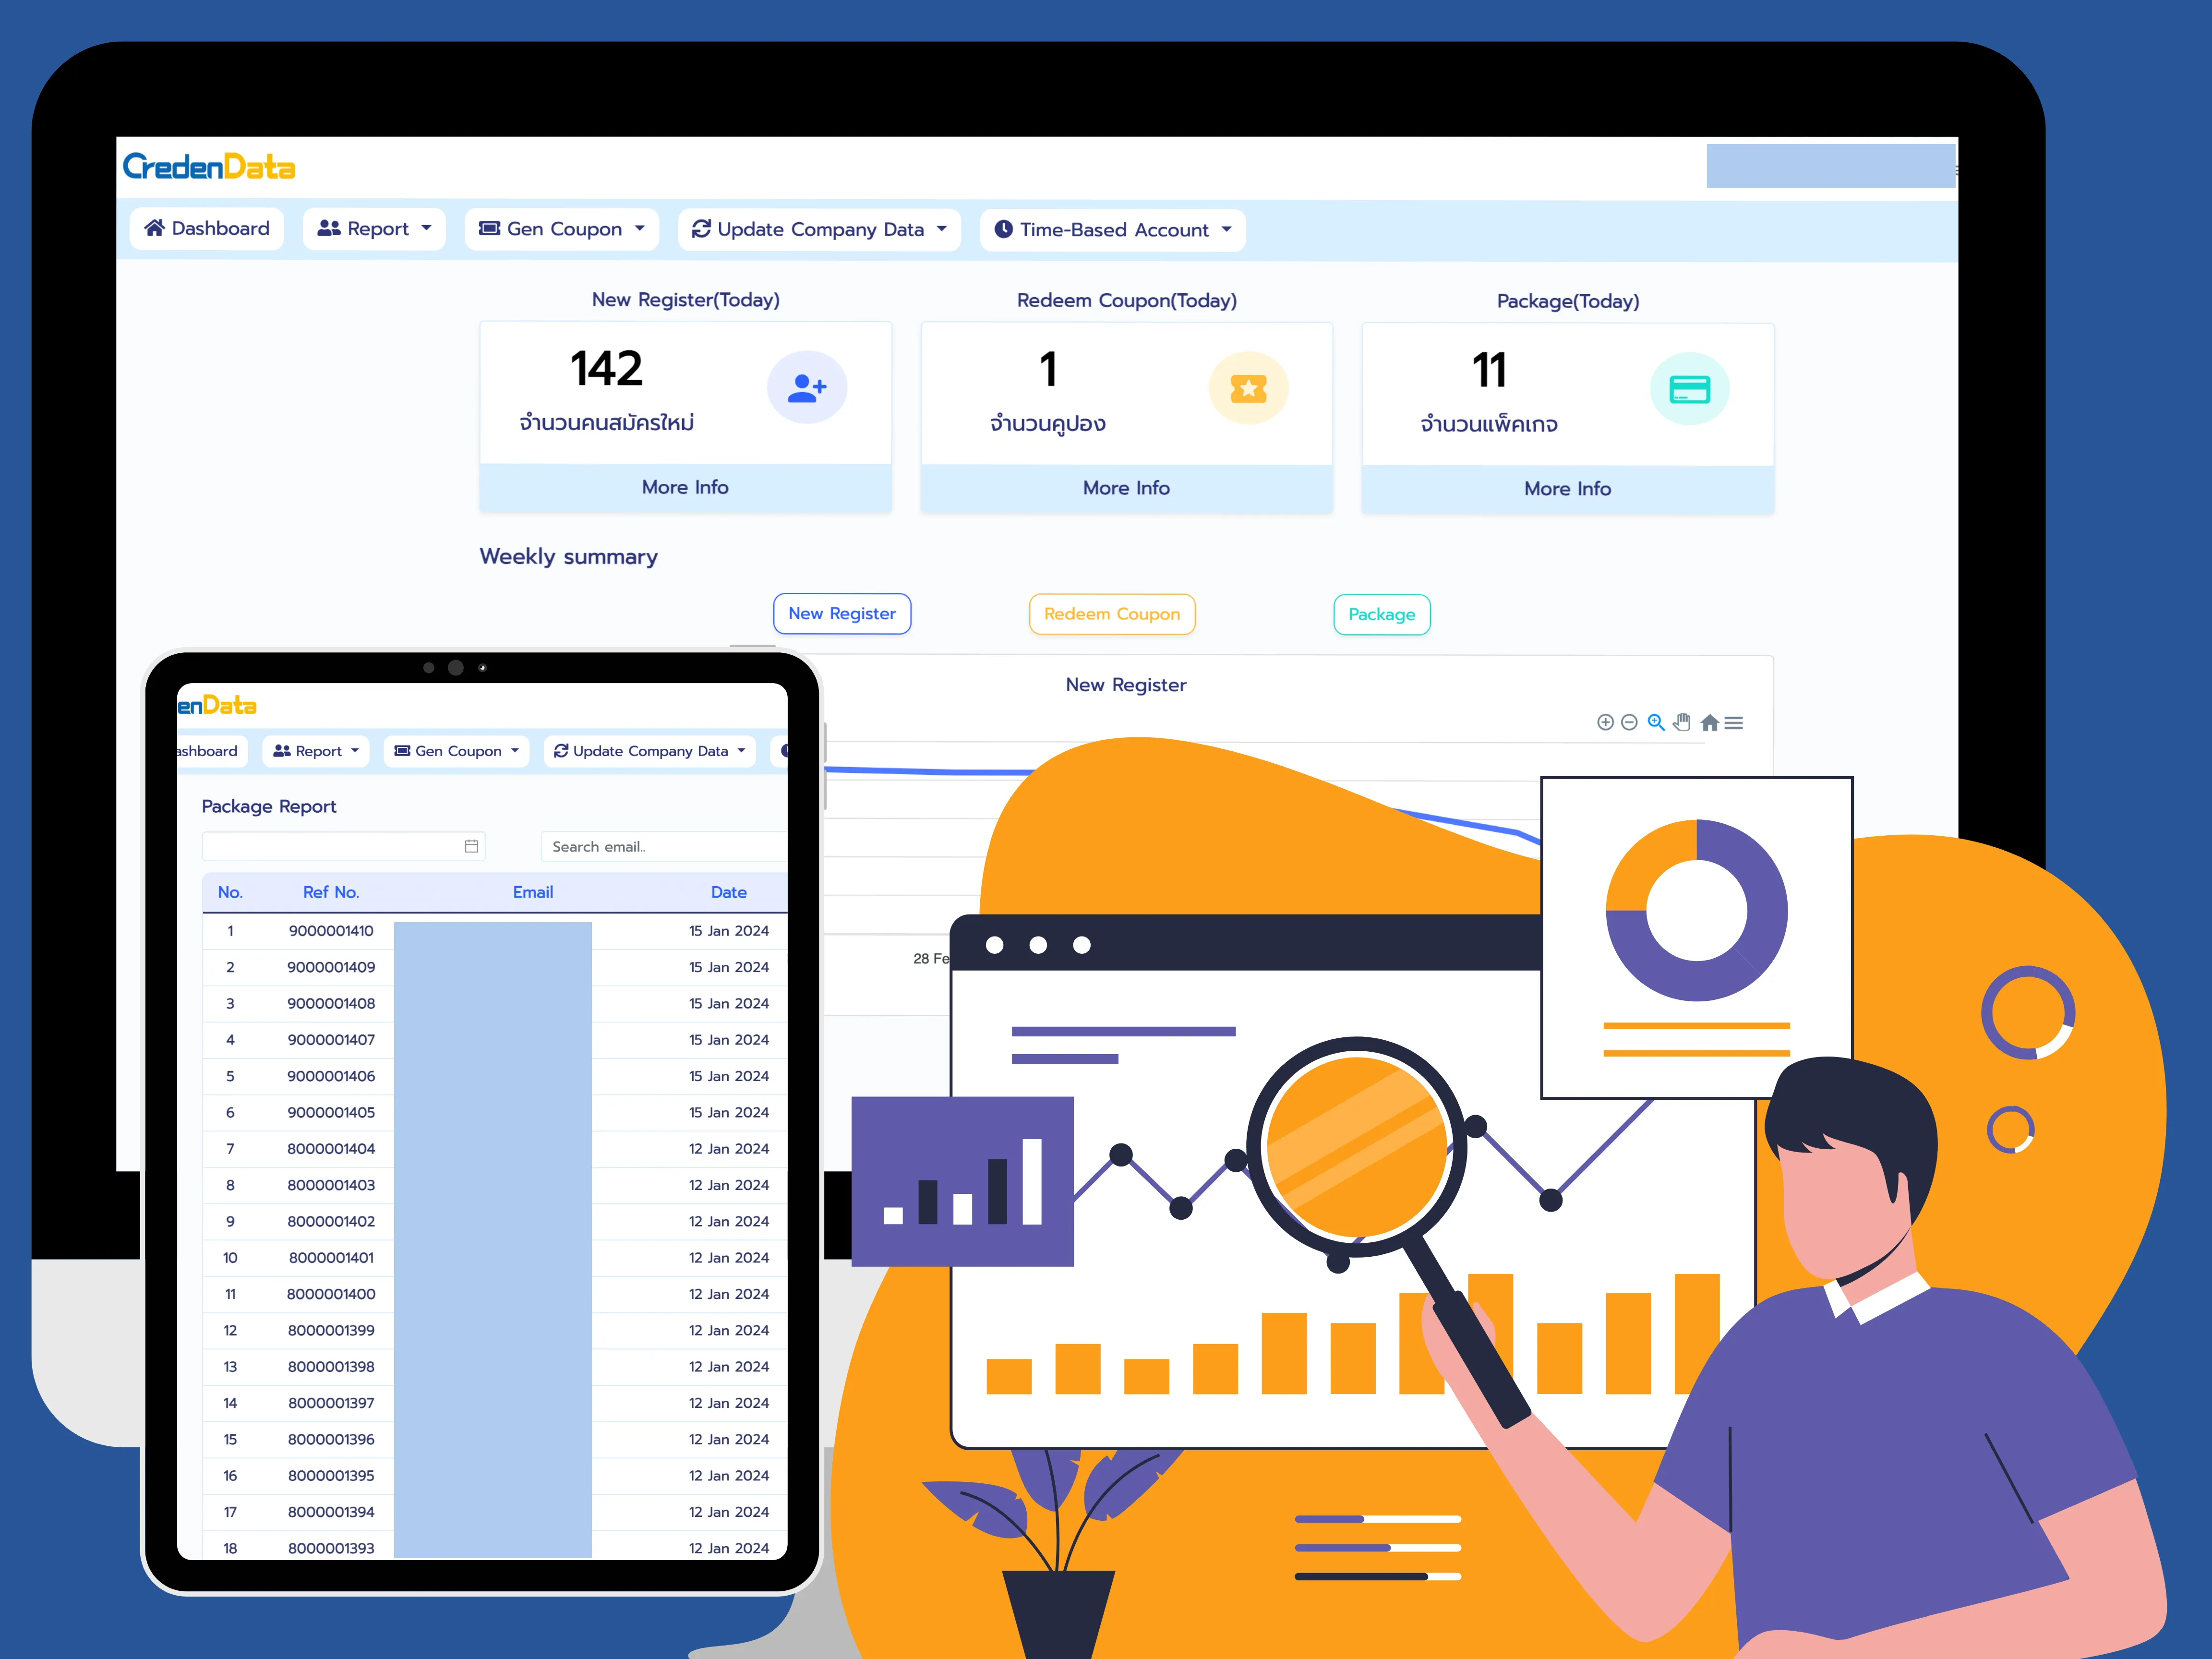 CredenData
Dashboard Report Gen Coupon Update Company Data Time-Based Account
New Register(Today) Redeem Coupon(Today) Package(Today)
142 1 11
จำนวนคนสมัครใหม่ จำนวนคูปอง จำนวนแพ็คเกจ
More Info More Info More Info
Weekly summary
New Register Redeem Coupon Package
New Register
28 Fe
enData
ashboard Report Gen Coupon Update Company Data
Package Report
Search email..
No. Ref No. Email Date
1 9000001410 15 Jan 2024
2 9000001409 15 Jan 2024
3 9000001408 15 Jan 2024
4 9000001407 15 Jan 2024
5 9000001406 15 Jan 2024
6 9000001405 15 Jan 2024
7 8000001404 12 Jan 2024
8 8000001403 12 Jan 2024
9 8000001402 12 Jan 2024
10 8000001401 12 Jan 2024
11 8000001400 12 Jan 2024
12 8000001399 12 Jan 2024
13 8000001398 12 Jan 2024
14 8000001397 12 Jan 2024
15 8000001396 12 Jan 2024
16 8000001395 12 Jan 2024
17 8000001394 12 Jan 2024
18 8000001393 12 Jan 2024